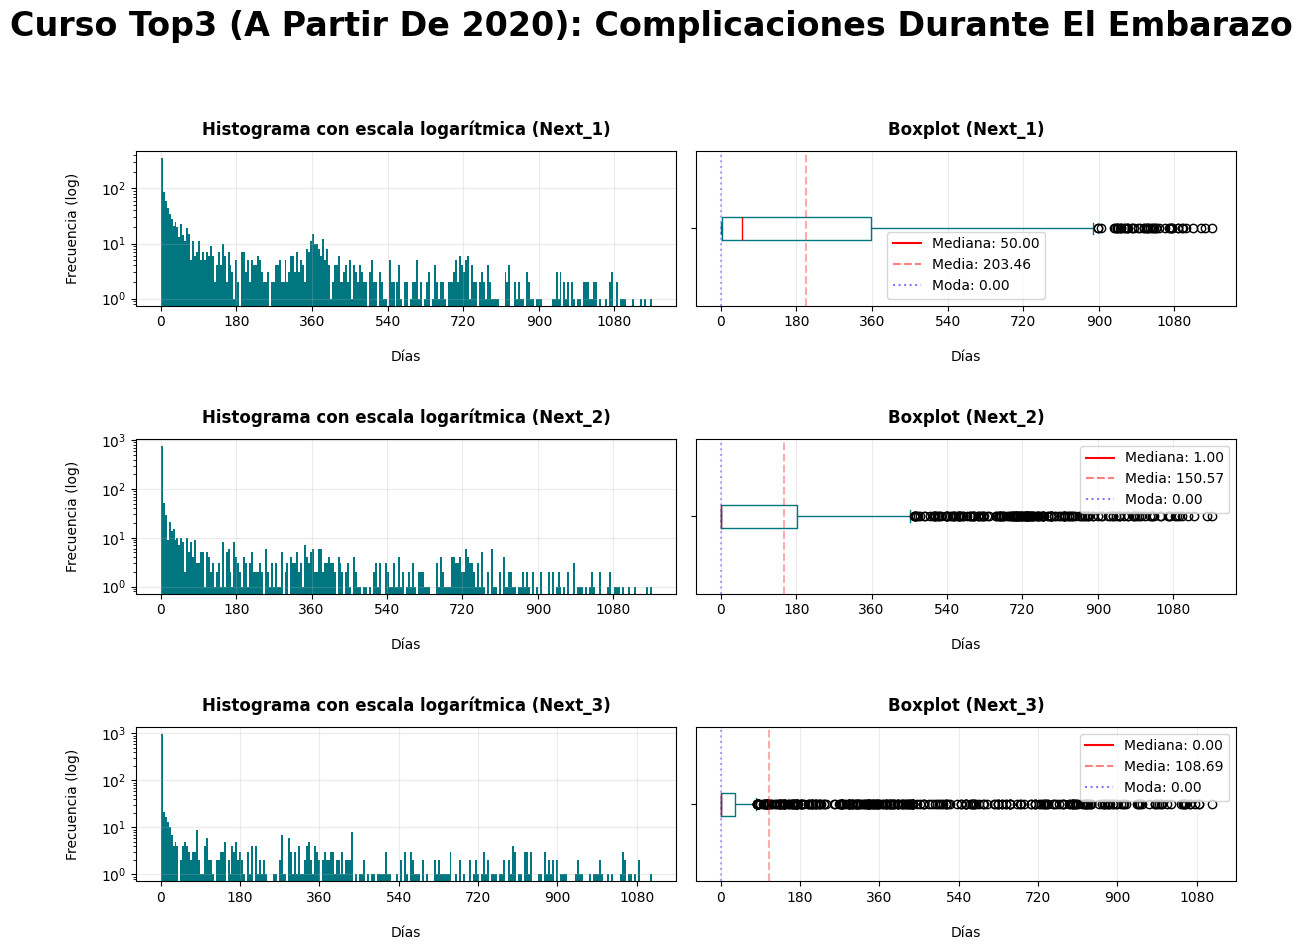 Curso Top3 (A Partir De 2020): Complicaciones Durante El Embarazo
Histograma con escala logarítmica (Next_1)
Frecuencia (log)
10²
10¹
10⁰
0 180 360 540 720 900 1080
Días
Boxplot (Next_1)
Mediana: 50.00
Media: 203.46
Moda: 0.00
0 180 360 540 720 900 1080
Días
Histograma con escala logarítmica (Next_2)
Frecuencia (log)
10³
10²
10¹
10⁰
0 180 360 540 720 900 1080
Días
Boxplot (Next_2)
Mediana: 1.00
Media: 150.57
Moda: 0.00
0 180 360 540 720 900 1080
Días
Histograma con escala logarítmica (Next_3)
Frecuencia (log)
10³
10²
10¹
10⁰
0 180 360 540 720 900 1080
Días
Boxplot (Next_3)
Mediana: 0.00
Media: 108.69
Moda: 0.00
0 180 360 540 720 900 1080
Días